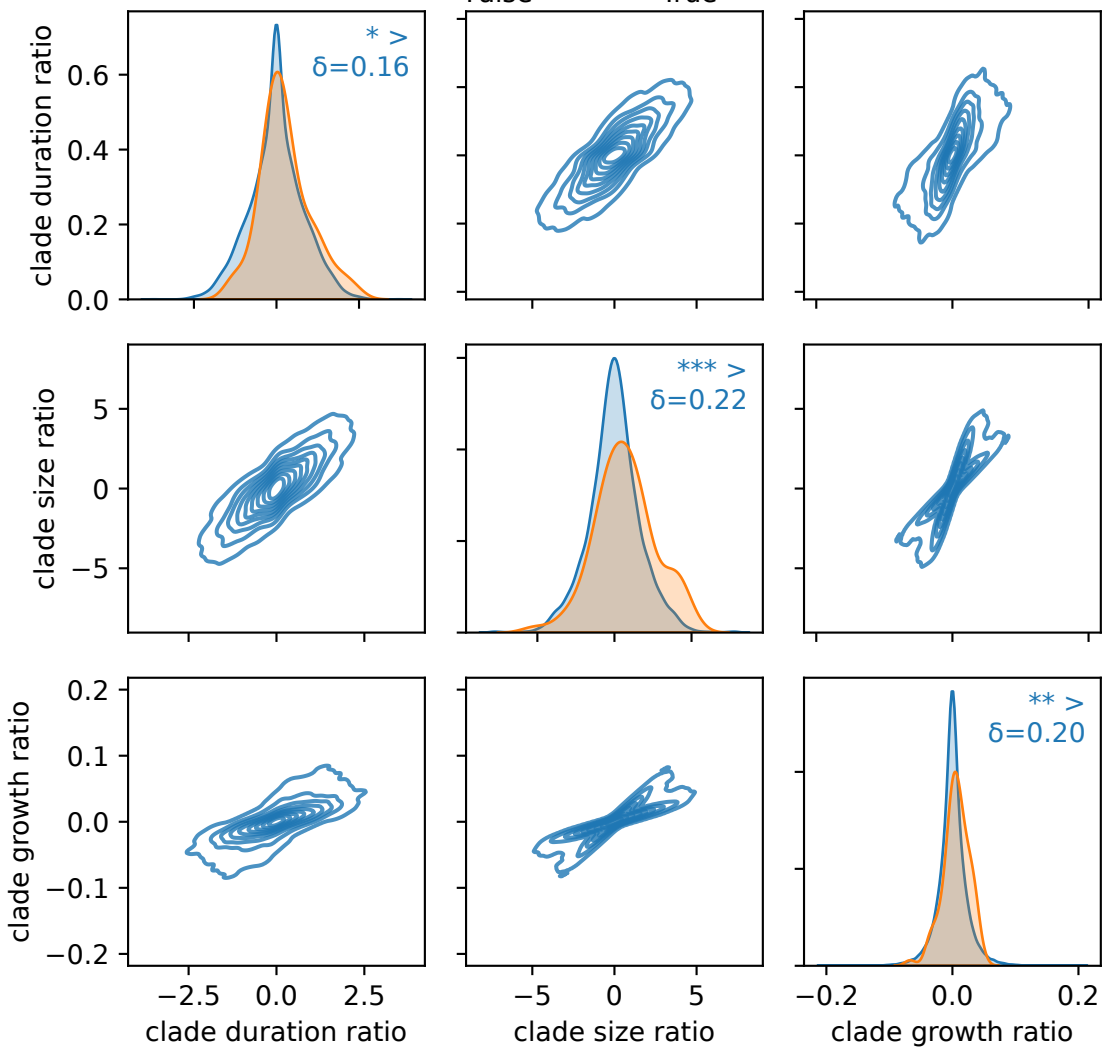 clade duration ratio
0.6
0.4
0.2
0.0
* >
δ=0.16
clade size ratio
5
0
−5
*** >
δ=0.22
clade growth ratio
0.2
0.1
0.0
−0.1
−0.2
** >
δ=0.20
−2.5 0.0 2.5
−5 0 5
−0.2 0.0 0.2
clade duration ratio
clade size ratio
clade growth ratio